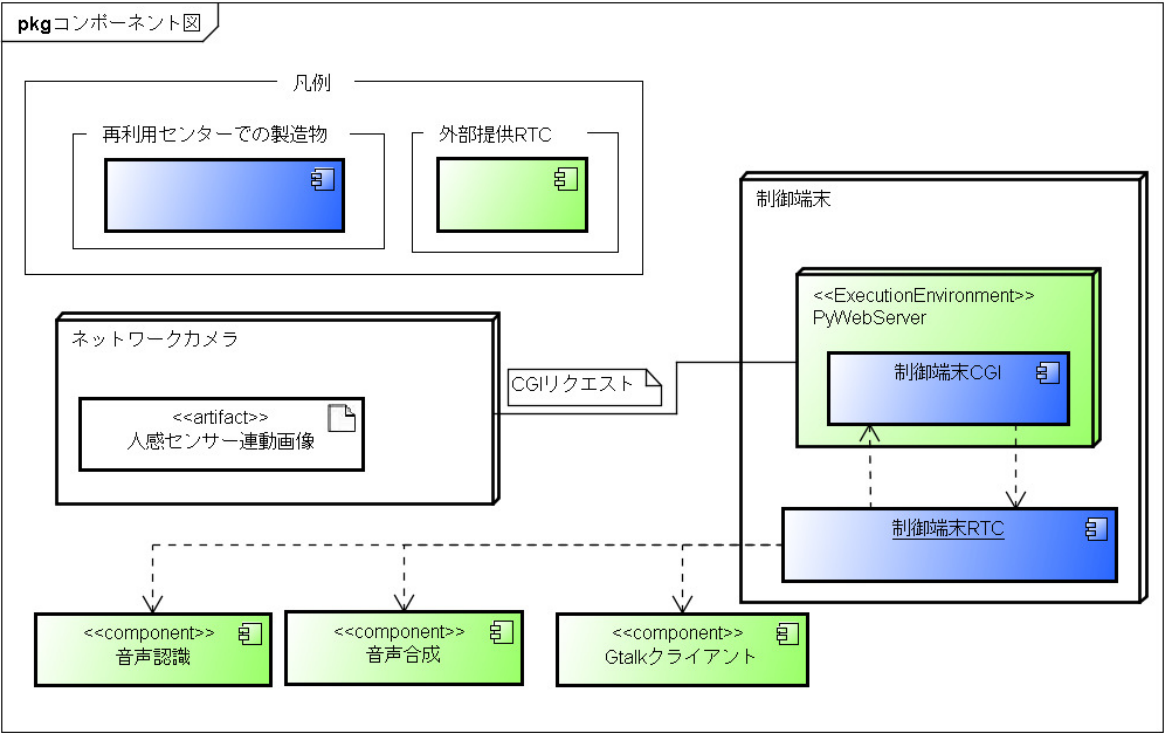 pkgコンポーネント図
凡例
再利用センターでの製造物
外部提供RTC
制御端末
<<ExecutionEnvironment>>
PyWebServer
制御端末CGI
ネットワークカメラ
CGIリクエスト
<<artifact>>
人感センサー連動画像
制御端末RTC
<<component>>
音声認識
<<component>>
音声合成
<<component>>
Gtalkクライアント